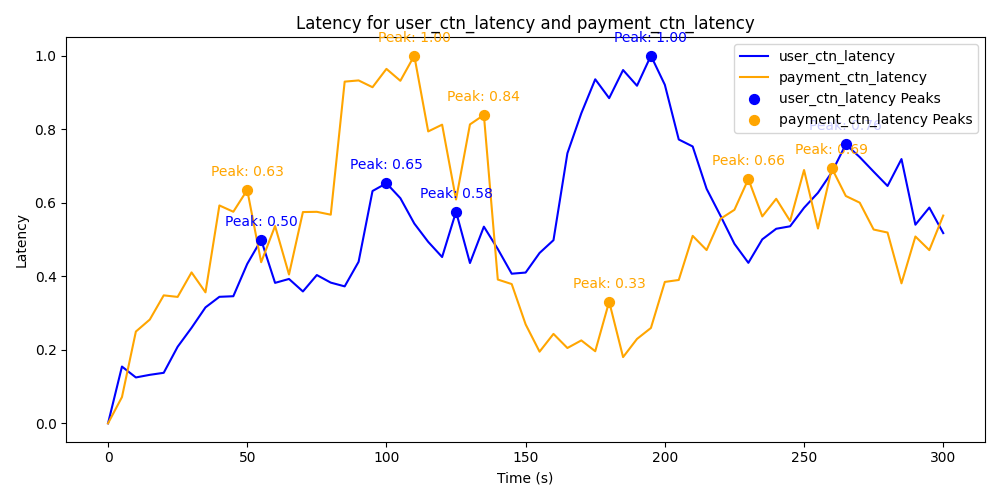 Latency for user_ctn_latency and payment_ctn_latency
Peak: 1.00
Peak: 1.00
user_ctn_latency
payment_ctn_latency
user_ctn_latency Peaks
payment_ctn_latency Peaks
Peak: 0.84
Peak: 0.76
Peak: 0.69
Peak: 0.63
Peak: 0.65
Peak: 0.66
Peak: 0.58
Peak: 0.50
Peak: 0.33
Latency
1.0
0.8
0.6
0.4
0.2
0.0
0 50 100 150 200 250 300
Time (s)